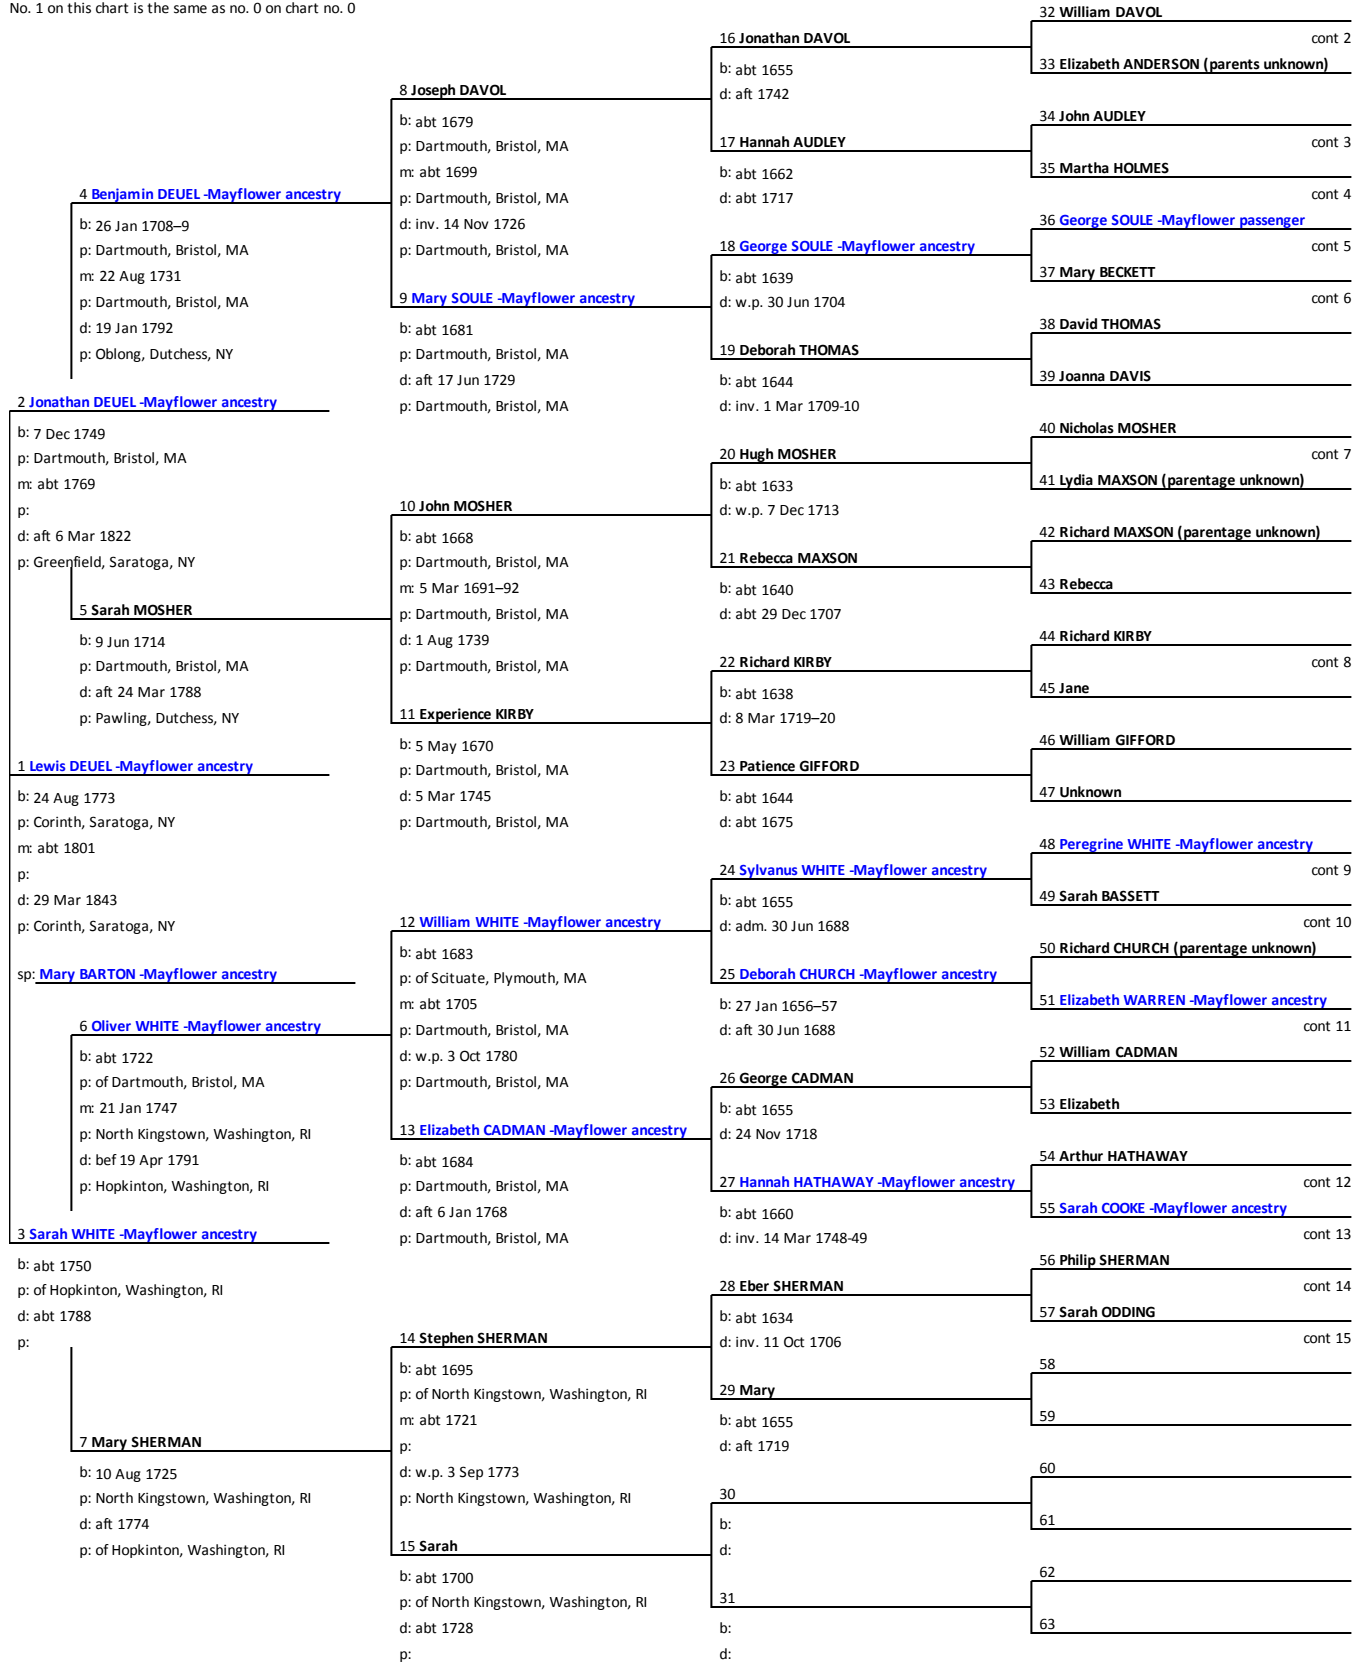 No. 1 on this chart is the same as no. 0 on chart no. 0
4 Benjamin DEUEL -Mayflower ancestry
b: 26 Jan 1708–9
p: Dartmouth, Bristol, MA
m: 22 Aug 1731
p: Dartmouth, Bristol, MA
d: 19 Jan 1792
p: Oblong, Dutchess, NY
2 Jonathan DEUEL -Mayflower ancestry
b: 7 Dec 1749
p: Dartmouth, Bristol, MA
m: abt 1769
p:
d: aft 6 Mar 1822
p: Greenfield, Saratoga, NY
5 Sarah MOSHER
b: 9 Jun 1714
p: Dartmouth, Bristol, MA
d: aft 24 Mar 1788
p: Pawling, Dutchess, NY
1 Lewis DEUEL -Mayflower ancestry
b: 24 Aug 1773
p: Corinth, Saratoga, NY
m: abt 1801
p:
d: 29 Mar 1843
p: Corinth, Saratoga, NY
sp: Mary BARTON -Mayflower ancestry
6 Oliver WHITE -Mayflower ancestry
b: abt 1722
p: of Dartmouth, Bristol, MA
m: 21 Jan 1747
p: North Kingstown, Washington, RI
d: bef 19 Apr 1791
p: Hopkinton, Washington, RI
3 Sarah WHITE -Mayflower ancestry
b: abt 1750
p: of Hopkinton, Washington, RI
d: abt 1788
p:
7 Mary SHERMAN
b: 10 Aug 1725
p: North Kingstown, Washington, RI
d: aft 1774
p: of Hopkinton, Washington, RI
8 Joseph DAVOL
b: abt 1679
p: Dartmouth, Bristol, MA
m: abt 1699
p: Dartmouth, Bristol, MA
d: inv. 14 Nov 1726
p: Dartmouth, Bristol, MA
9 Mary SOULE -Mayflower ancestry
b: abt 1681
p: Dartmouth, Bristol, MA
d: aft 17 Jun 1729
p: Dartmouth, Bristol, MA
10 John MOSHER
b: abt 1668
p: Dartmouth, Bristol, MA
m: 5 Mar 1691–92
p: Dartmouth, Bristol, MA
d: 1 Aug 1739
p: Dartmouth, Bristol, MA
11 Experience KIRBY
b: 5 May 1670
p: Dartmouth, Bristol, MA
d: 5 Mar 1745
p: Dartmouth, Bristol, MA
12 William WHITE -Mayflower ancestry
b: abt 1683
p: of Scituate, Plymouth, MA
m: abt 1705
p: Dartmouth, Bristol, MA
d: w.p. 3 Oct 1780
p: Dartmouth, Bristol, MA
13 Elizabeth CADMAN -Mayflower ancestry
b: abt 1684
p: Dartmouth, Bristol, MA
d: aft 6 Jan 1768
p: Dartmouth, Bristol, MA
14 Stephen SHERMAN
b: abt 1695
p: of North Kingstown, Washington, RI
m: abt 1721
p:
d: w.p. 3 Sep 1773
p: North Kingstown, Washington, RI
15 Sarah
b: abt 1700
p: of North Kingstown, Washington, RI
d: abt 1728
p:
16 Jonathan DAVOL
b: abt 1655
d: aft 1742
17 Hannah AUDLEY
b: abt 1662
d: abt 1717
18 George SOULE -Mayflower ancestry
b: abt 1639
d: w.p. 30 Jun 1704
19 Deborah THOMAS
b: abt 1644
d: inv. 1 Mar 1709-10
20 Hugh MOSHER
b: abt 1633
d: w.p. 7 Dec 1713
21 Rebecca MAXSON
b: abt 1640
d: abt 29 Dec 1707
22 Richard KIRBY
b: abt 1638
d: 8 Mar 1719–20
23 Patience GIFFORD
b: abt 1644
d: abt 1675
24 Sylvanus WHITE -Mayflower ancestry
b: abt 1655
d: adm. 30 Jun 1688
25 Deborah CHURCH -Mayflower ancestry
b: 27 Jan 1656–57
d: aft 30 Jun 1688
26 George CADMAN
b: abt 1655
d: 24 Nov 1718
27 Hannah HATHAWAY -Mayflower ancestry
b: abt 1660
d: inv. 14 Mar 1748-49
28 Eber SHERMAN
b: abt 1634
d: inv. 11 Oct 1706
29 Mary
b: abt 1655
d: aft 1719
30
b:
d:
31
b:
d:
32 William DAVOL
cont 2
33 Elizabeth ANDERSON (parents unknown)
34 John AUDLEY
cont 3
35 Martha HOLMES
cont 4
36 George SOULE -Mayflower passenger
cont 5
37 Mary BECKETT
cont 6
38 David THOMAS
39 Joanna DAVIS
40 Nicholas MOSHER
cont 7
41 Lydia MAXSON (parentage unknown)
42 Richard MAXSON (parentage unknown)
43 Rebecca
44 Richard KIRBY
cont 8
45 Jane
46 William GIFFORD
47 Unknown
48 Peregrine WHITE -Mayflower ancestry
cont 9
49 Sarah BASSETT
cont 10
50 Richard CHURCH (parentage unknown)
51 Elizabeth WARREN -Mayflower ancestry
cont 11
52 William CADMAN
53 Elizabeth
54 Arthur HATHAWAY
cont 12
55 Sarah COOKE -Mayflower ancestry
cont 13
56 Philip SHERMAN
cont 14
57 Sarah ODDING
cont 15
58
59
60
61
62
63